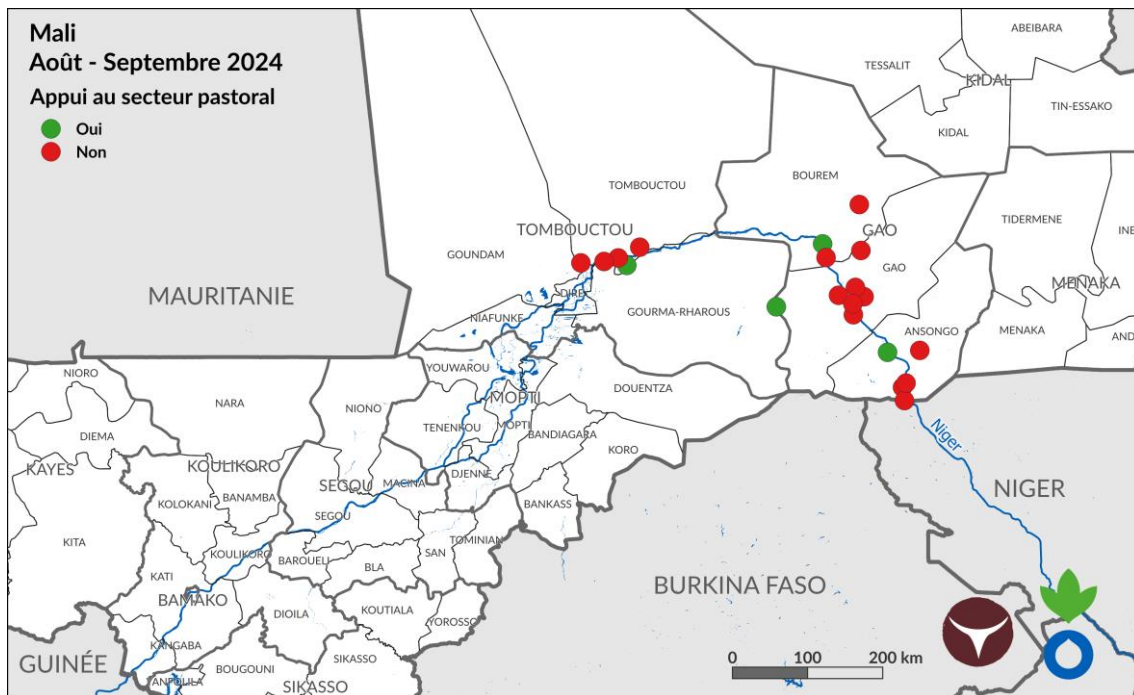 Mali
Août - Septembre 2024
Appui au secteur pastoral
Oui
Non
ABEIBARA
TESSALIT
KIDAL
TIN-ESSAKO
KIDAL
BOUREM
TOMBOUCTOU
TIDERMENE
TOMBOUCTOU
GAO
GOUNDAM
GAO
MENAKA
MAURITANIE
DIRE
GOURMA-RHAROUS
NIAFUNKE
ANSONGO
MENAKA
AND
YOUWAROU
NIORO
DOUENTZA
NARA
NIONO
MOPTI
TENENKOU
MOPTI
DIEMA
BANDIAGARA
Niger
KORO
KAYES
KOULIKORO
DJENNE
SEGOU
MACINA
NIGER
BANAMBA
KOLOKANI
BANKASS
SEGOU
KITA
TOMINIAN
KOULIKORO
SAN
BAROUELI
BLA
KATI
BURKINA FASO
BAMAKO
DIOILA
KOUTIALA
YOROSSO
KANGABA
GUINÉE
SIKASSO
BOUGOUNI
SIKASSO
0 100 200 km